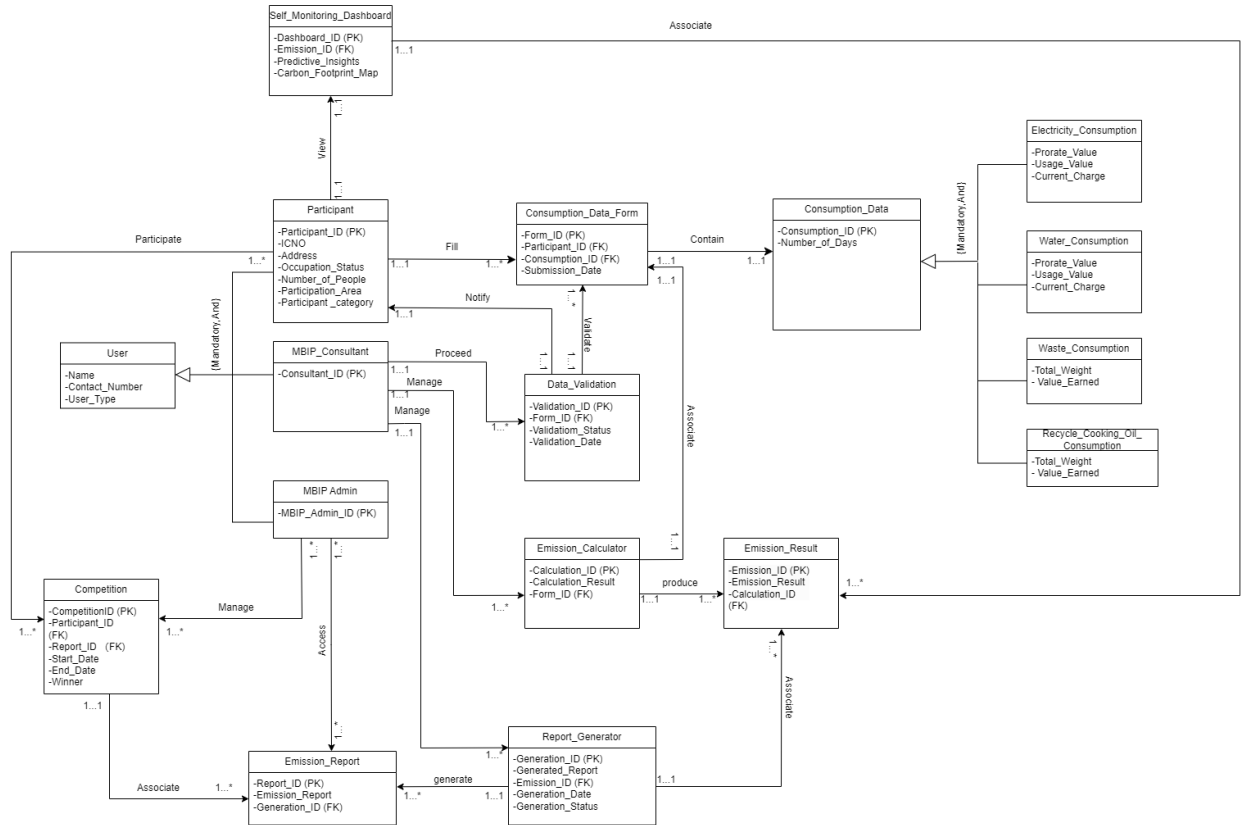 Self_Monitoring_Dashboard
-Dashboard_ID (PK)
-Emission_ID (FK)
-Predictive_Insights
-Carbon_Footprint_Map
Associate
1...1
1...1
View
1...1
Participant
-Participant_ID (PK)
-ICNO
-Address
-Occupation_Status
-Number_of_People
-Participation_Area
-Participant _category
Participate
1...*
Fill
1...1
1...*
Consumption_Data_Form
-Form_ID (PK)
-Participant_ID (FK)
-Consumption_ID (FK)
-Submission_Date
Contain
1...1
1...1
1...1
Consumption_Data
-Consumption_ID (PK)
-Number_of_Days
{Mandatory,And}
Electricity_Consumption
-Prorate_Value
-Usage_Value
-Current_Charge
Water_Consumption
-Prorate_Value
-Usage_Value
-Current_Charge
Waste_Consumption
-Total_Weight
- Value_Earned
Recycle_Cooking_Oil_
Consumption
-Total_Weight
- Value_Earned
Notify
1...1
1...1
1...*
Validate
1...1
{Mandatory,And}
User
-Name
-Contact_Number
-User_Type
MBIP_Consultant
-Consultant_ID (PK)
Proceed
1...1
1...*
Manage
1...1
Manage
1...1
Data_Validation
-Validation_ID (PK)
-Form_ID (FK)
-Validatiom_Status
-Validation_Date
Associate
1...1
MBIP Admin
-MBIP_Admin_ID (PK)
1...*
1...*
Emission_Calculator
-Calculation_ID (PK)
-Calculation_Result
-Form_ID (FK)
1...*
produce
1...1
1...*
Emission_Result
-Emission_ID (PK)
-Emission_Result
-Calculation_ID
(FK)
1...*
1...*
Competition
-CompetitionID (PK)
-Participant_ID
(FK)
-Report_ID (FK)
-Start_Date
-End_Date
-Winner
1...*
Manage
1...*
1...1
Access
1...*
Associate
Associate
1...*
Emission_Report
-Report_ID (PK)
-Emission_Report
-Generation_ID (FK)
generate
1...*
1...1
Report_Generator
-Generation_ID (PK)
-Generated_Report
-Emission_ID (FK)
-Generation_Date
-Generation_Status
1...*
1...1